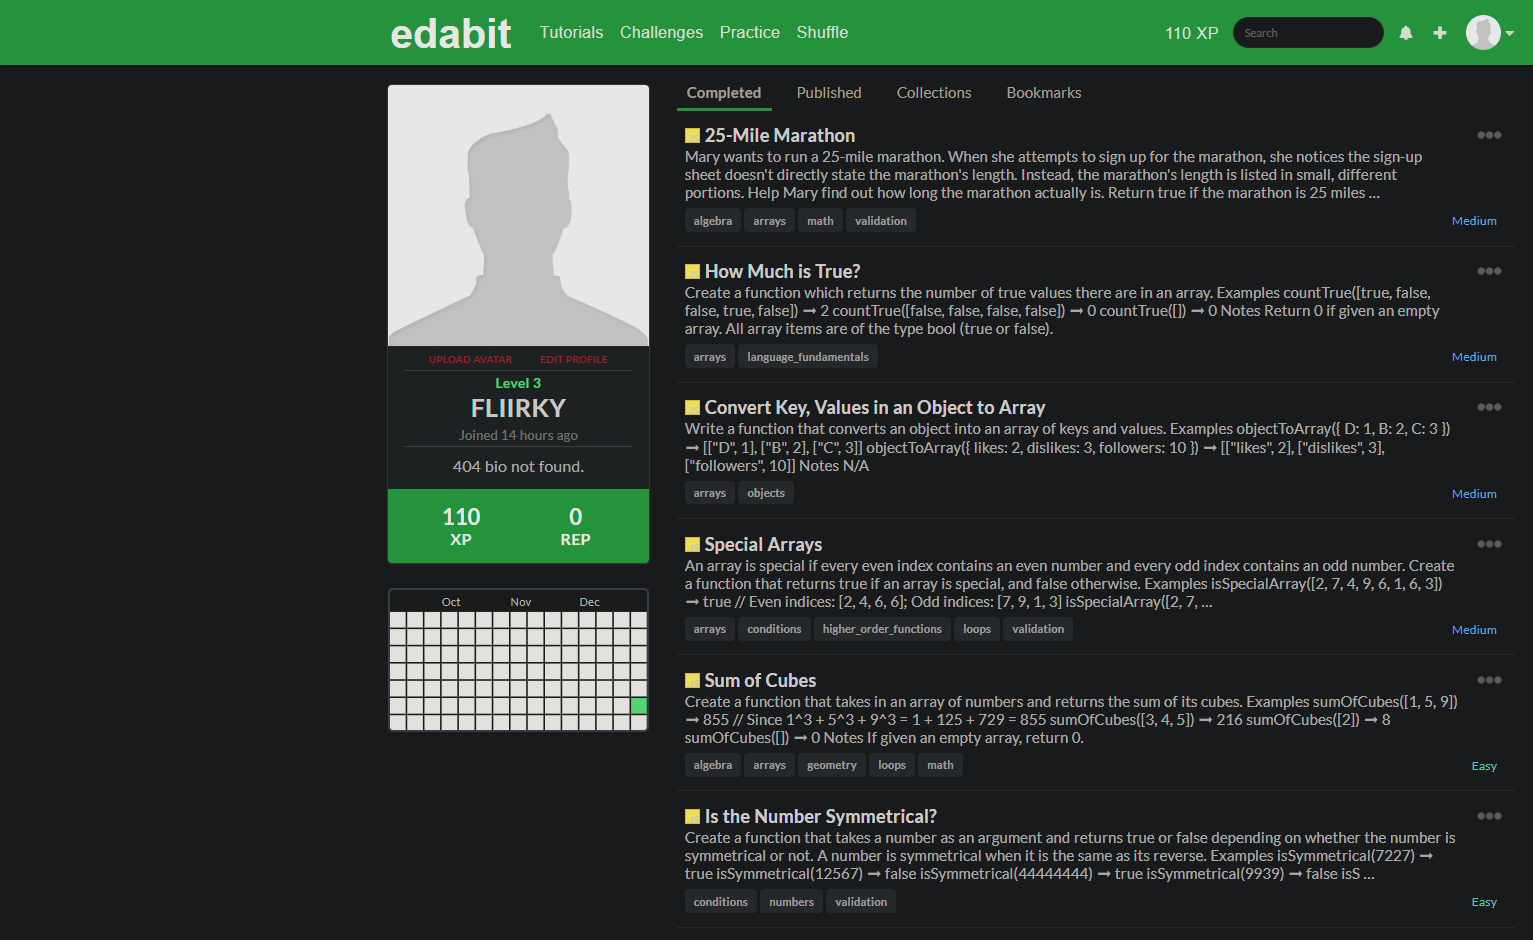 edabit
Tutorials Challenges Practice Shuffle
110 XP
Search
UPLOAD AVATAR EDIT PROFILE
Level 3
FLIIRKY
Joined 14 hours ago
404 bio not found.
110 0
XP REP
Oct Nov Dec
Completed Published Collections Bookmarks
25-Mile Marathon
Mary wants to run a 25-mile marathon. When she attempts to sign up for the marathon, she notices the sign-up
sheet doesn't directly state the marathon's length. Instead, the marathon's length is listed in small, different
portions. Help Mary find out how long the marathon actually is. Return true if the marathon is 25 miles ...
algebra arrays math validation
Medium
How Much is True?
Create a function which returns the number of true values there are in an array. Examples countTrue([true, false,
false, true, false]) ➞ 2 countTrue([false, false, false, false]) ➞ 0 countTrue([]) ➞ 0 Notes Return 0 if given an empty
array. All array items are of the type bool (true or false).
arrays language_fundamentals
Medium
Convert Key, Values in an Object to Array
Write a function that converts an object into an array of keys and values. Examples objectToArray({ D: 1, B: 2, C: 3 })
➞ [["D", 1], ["B", 2], ["C", 3]] objectToArray({ likes: 2, dislikes: 3, followers: 10 }) ➞ [["likes", 2], ["dislikes", 3],
["followers", 10]] Notes N/A
arrays objects
Medium
Special Arrays
An array is special if every even index contains an even number and every odd index contains an odd number. Create
a function that returns true if an array is special, and false otherwise. Examples isSpecialArray([2, 7, 4, 9, 6, 1, 6, 3])
➞ true // Even indices: [2, 4, 6, 6]; Odd indices: [7, 9, 1, 3] isSpecialArray([2, 7, ...
arrays conditions higher_order_functions loops validation
Medium
Sum of Cubes
Create a function that takes in an array of numbers and returns the sum of its cubes. Examples sumOfCubes([1, 5, 9])
➞ 855 // Since 1^3 + 5^3 + 9^3 = 1 + 125 + 729 = 855 sumOfCubes([3, 4, 5]) ➞ 216 sumOfCubes([2]) ➞ 8
sumOfCubes([]) ➞ 0 Notes If given an empty array, return 0.
algebra arrays geometry loops math
Easy
Is the Number Symmetrical?
Create a function that takes a number as an argument and returns true or false depending on whether the number is
symmetrical or not. A number is symmetrical when it is the same as its reverse. Examples isSymmetrical(7227) ➞
true isSymmetrical(12567) ➞ false isSymmetrical(44444444) ➞ true isSymmetrical(9939) ➞ false isS ...
conditions numbers validation
Easy